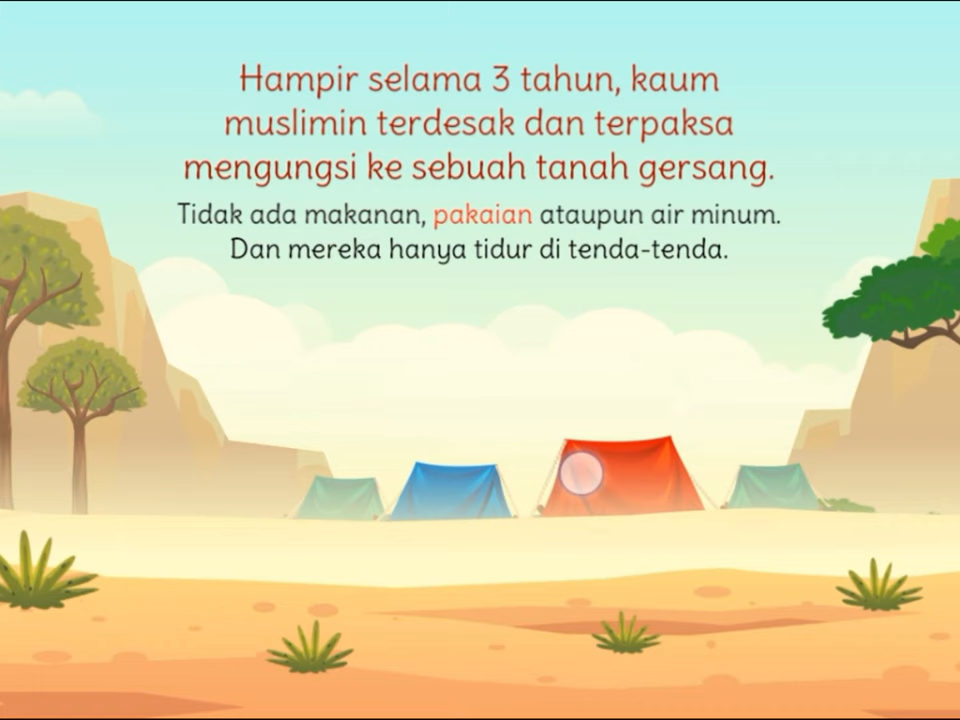 Hampir selama 3 tahun, kaum
muslimin terdesak dan terpaksa
mengungsi ke sebuah tanah gersang.
Tidak ada makanan, pakaian ataupun air minum.
Dan mereka hanya tidur di tenda-tenda.